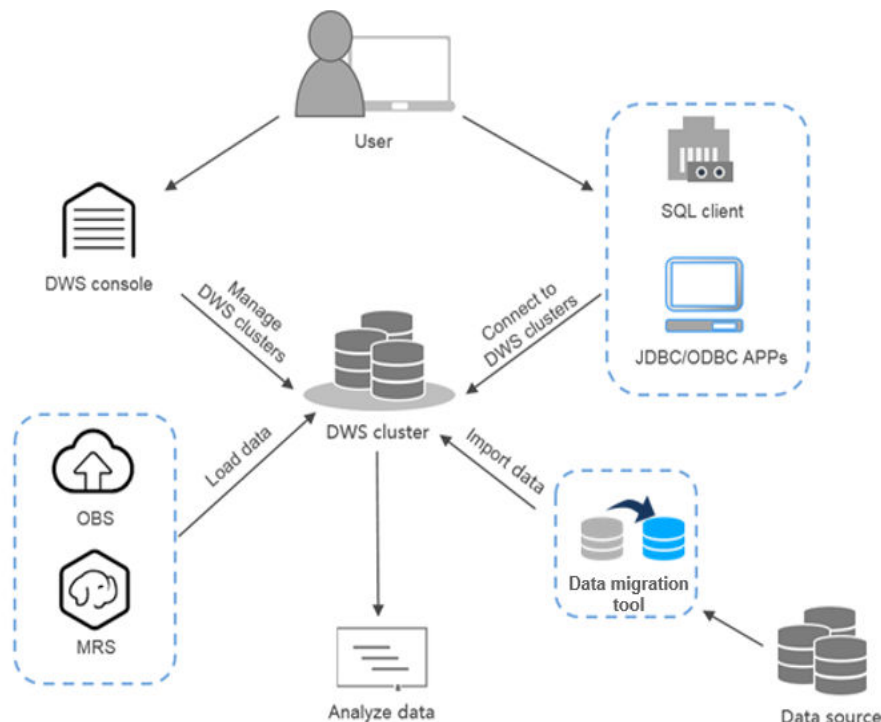 User
SQL client
DWS console
JDBC/ODBC APPs
Manage
DWS clusters
Connect to
DWS clusters
DWS cluster
Load data
Import data
OBS
MRS
Data migration
tool
Analyze data
Data source